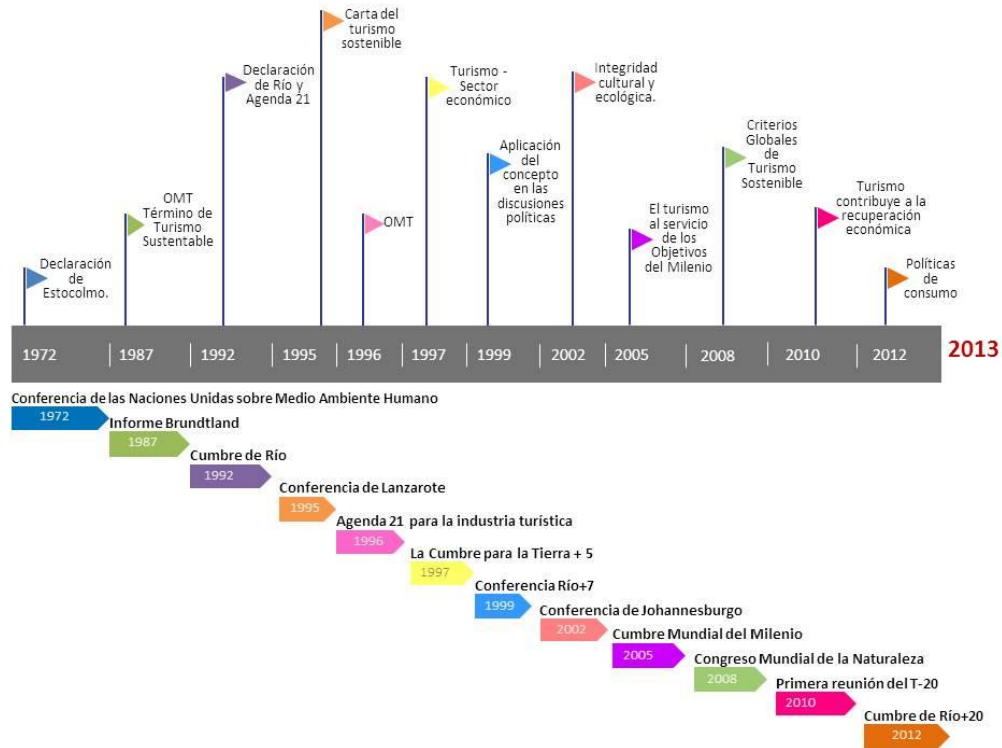 Carta del
turismo
sostenible
Declaración
de Río y
Agenda 21
Turismo -
Sector
económico
Integridad
cultural y
ecológica.
Aplicación del
concepto
en las
discusiones
políticas
Criterios
Globales
de
Turismo
Sostenible
OMT
Término de
Turismo
Sustentable
OMT
El turismo
al servicio
de los
Objetivos
del Milenio
Turismo
contribuye a la
recuperación
económica
Declaración
de
Estocolmo.
Políticas
de
consumo
1972
1987
1992
1995
1996
1997
1999
2002
2005
2008
2010
2012
2013
Conferencia de las Naciones Unidas sobre Medio Ambiente Humano
1972
Informe Brundtland
1987
Cumbre de Río
1992
Conferencia de Lanzarote
1995
Agenda 21 para la industria turística
1996
La Cumbre para la Tierra + 5
1997
Conferencia Río+7
1999
Conferencia de Johannesburgo
2002
Cumbre Mundial del Milenio
2005
Congreso Mundial de la Naturaleza
2008
Primera reunión del T-20
2010
Cumbre de Río+20
2012